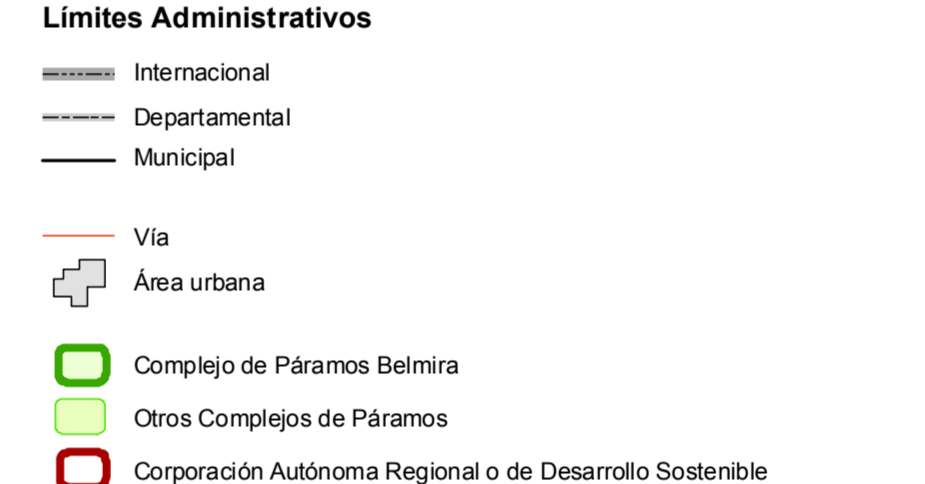 Límites Administrativos
Internacional
Departamental
Municipal
Vía
Área urbana
Complejo de Páramos Belmira
Otros Complejos de Páramos
Corporación Autónoma Regional o de Desarrollo Sostenible